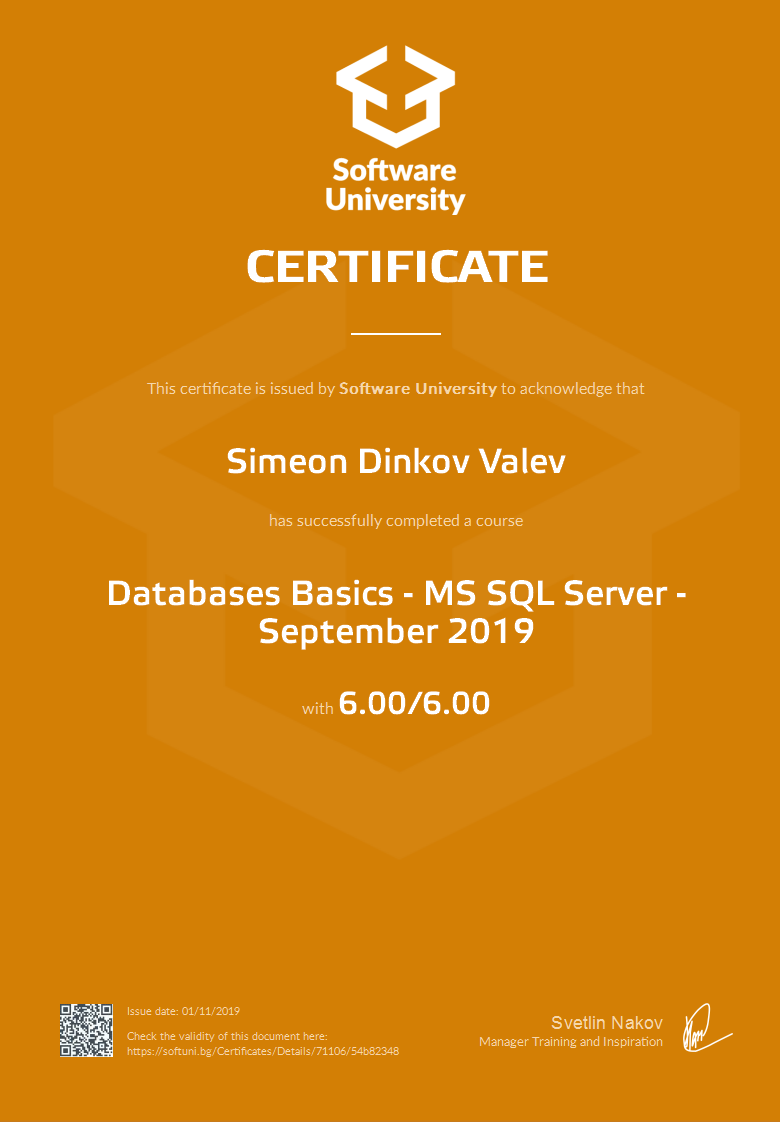 Software
University
CERTIFICATE
This certificate is issued by Software University to acknowledge that
Simeon Dinkov Valev
has successfully completed a course
Databases Basics - MS SQL Server -
September 2019
with 6.00/6.00
Issue date: 01/11/2019
Check the validity of this document here:
https://softuni.bg/Certificates/Details/71106/54b82348
Svetlin Nakov
Manager Training and Inspiration